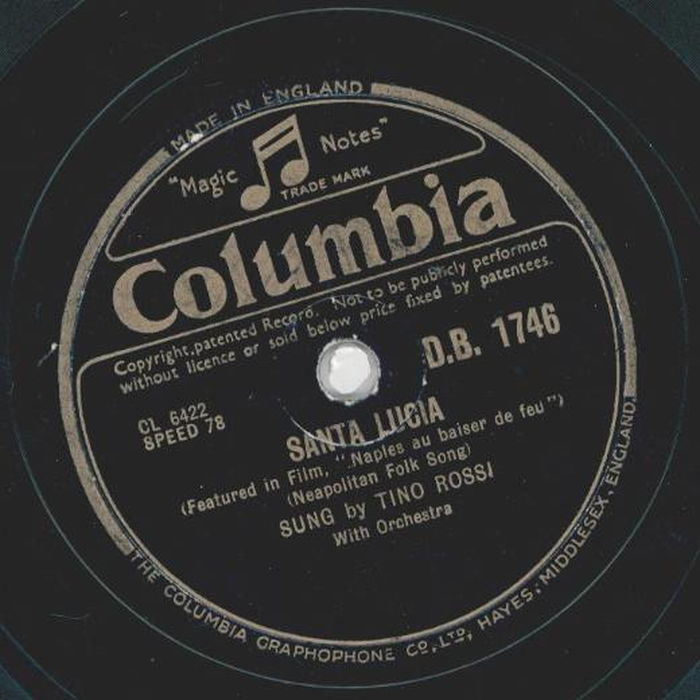 MADE IN ENGLAND
"Magic Notes"
TRADE MARK
Columbia
Copyright, patented Record. Not to be publicly performed
without licence or sold below price fixed by patentees.
D.B. 1746
CL 6422
SPEED 78
SANTA LUCIA
(Featured in Film, "Naples au baiser de feu")
(Neapolitan Folk Song)
SUNG by TINO ROSSI
With Orchestra
THE COLUMBIA GRAPHOPHONE CO, LTD, HAYES, MIDDLESEX, ENGLAND.